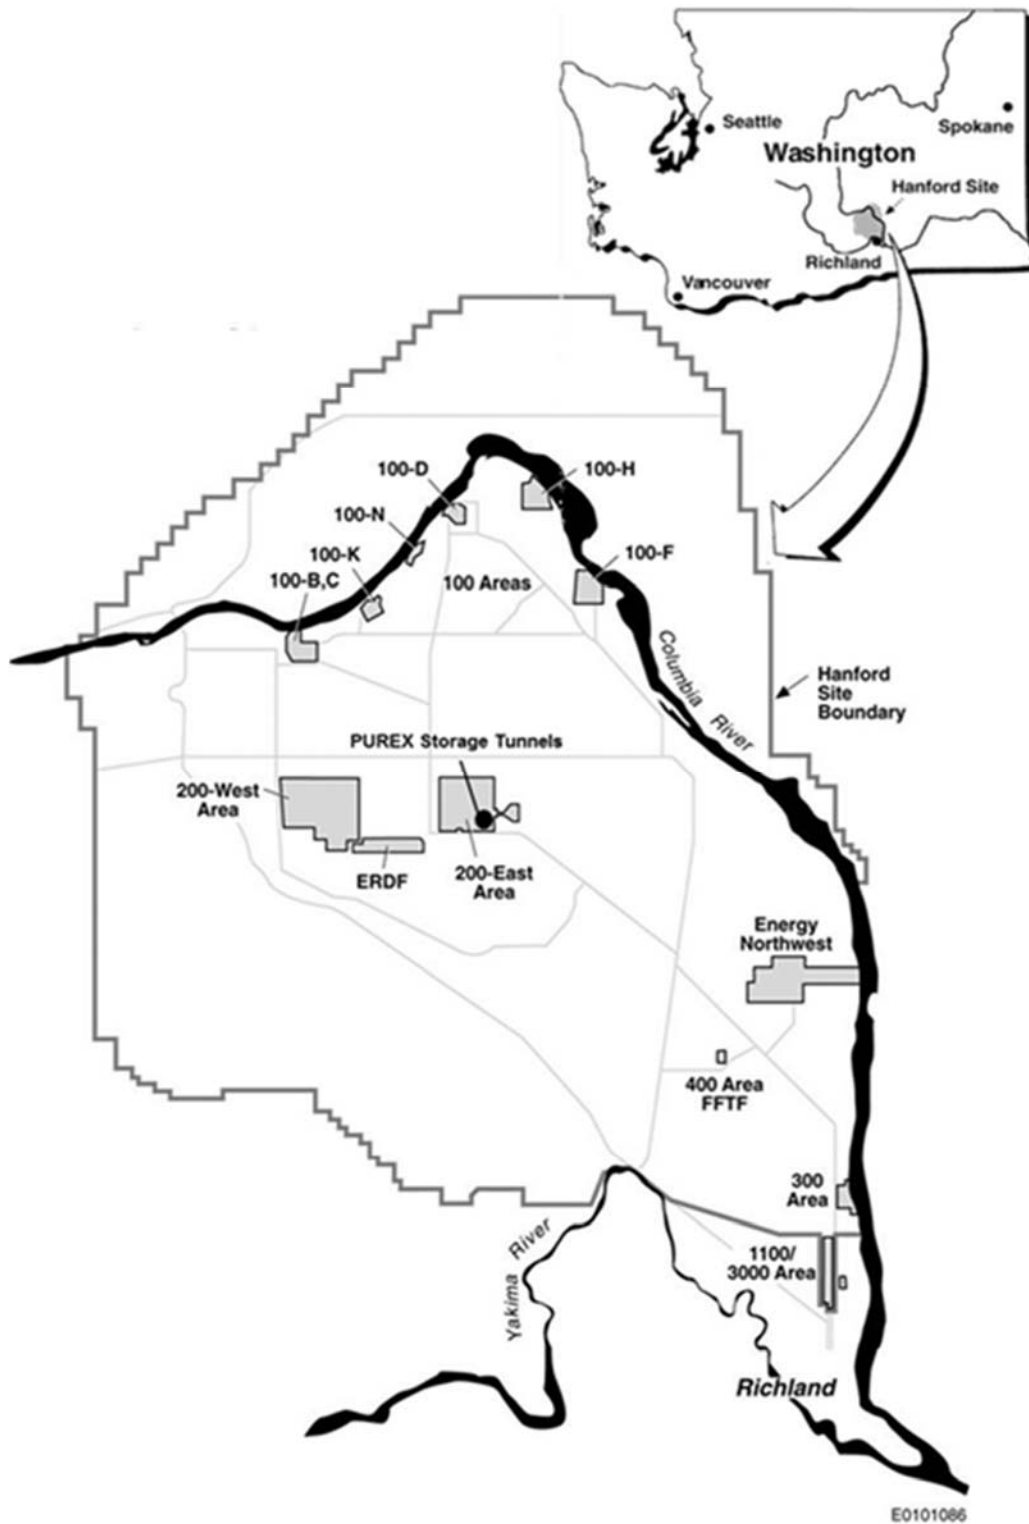 Seattle
Spokane
Washington
Hanford Site
Richland
Vancouver
100-D
100-H
100-N
100-K
100-F
100-B,C
100 Areas
Columbia River
Hanford
Site
Boundary
PUREX Storage Tunnels
200-West
Area
ERDF
200-East
Area
Energy
Northwest
400 Area
FFTF
300
Area
1100/
3000 Area
Yakima River
Richland
E0101086